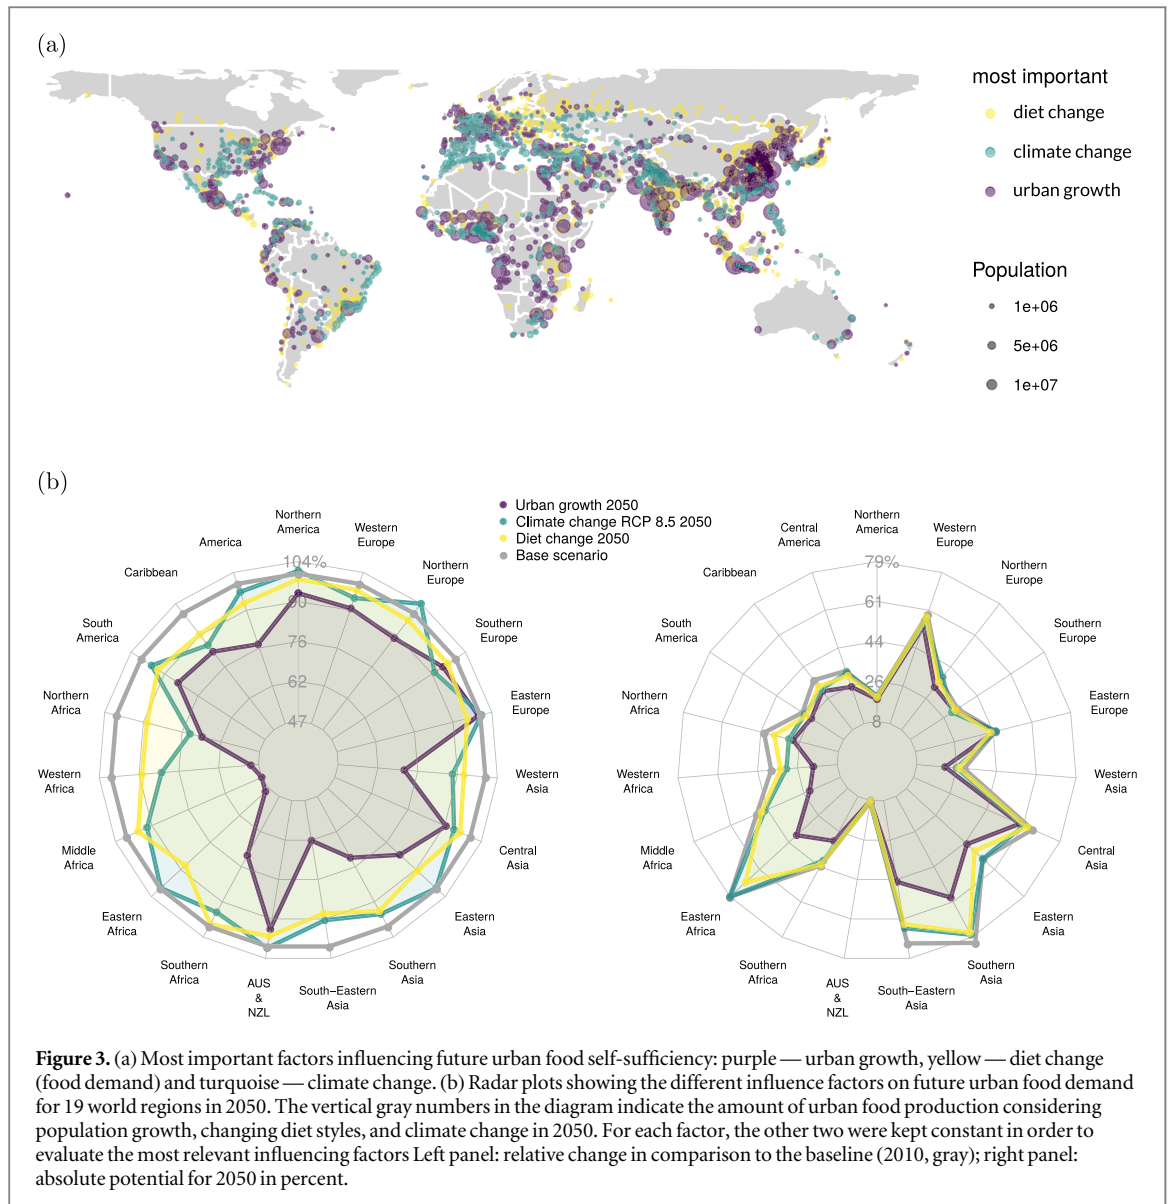 (a)
most important
diet change
climate change
urban growth
Population
1e+06
5e+06
1e+07
(b)
Urban growth 2050
Climate change RCP 8.5 2050
Diet change 2050
Base scenario
Northern
America
Western
Europe
Northern
Europe
Southern
Europe
Eastern
Europe
Western
Asia
Central
Asia
Eastern
Asia
Southern
Asia
South–Eastern
Asia
AUS
&
NZL
Southern
Africa
Eastern
Africa
Middle
Africa
Western
Africa
Northern
Africa
South
America
Caribbean
America
104%
90
76
62
47
Northern
America
Western
Europe
Northern
Europe
Southern
Europe
Eastern
Europe
Western
Asia
Central
Asia
Eastern
Asia
Southern
Asia
South–Eastern
Asia
AUS
&
NZL
Southern
Africa
Eastern
Africa
Middle
Africa
Western
Africa
Northern
Africa
South
America
Caribbean
Central
America
79%
61
44
26
8
Figure 3. (a) Most important factors influencing future urban food self-sufficiency: purple — urban growth, yellow — diet change
(food demand) and turquoise — climate change. (b) Radar plots showing the different influence factors on future urban food demand
for 19 world regions in 2050. The vertical gray numbers in the diagram indicate the amount of urban food production considering
population growth, changing diet styles, and climate change in 2050. For each factor, the other two were kept constant in order to
evaluate the most relevant influencing factors Left panel: relative change in comparison to the baseline (2010, gray); right panel:
absolute potential for 2050 in percent.